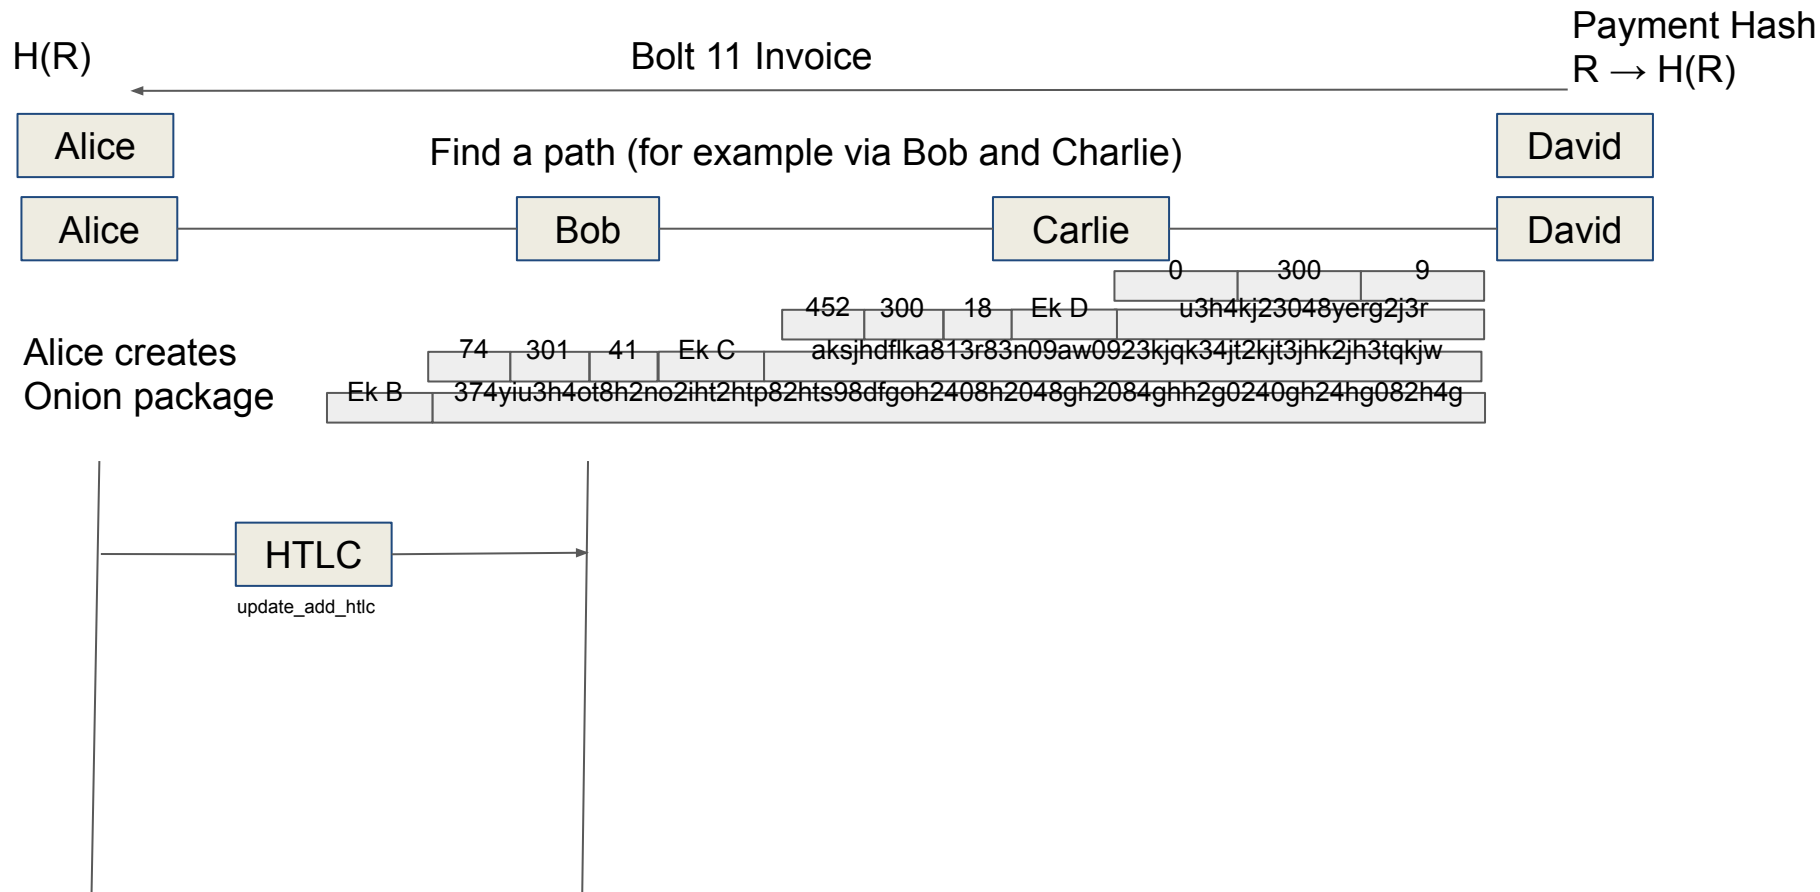 H(R)
Bolt 11 Invoice
Payment Hash
R → H(R)
Alice
Find a path (for example via Bob and Charlie)
David
Alice
Bob
Carlie
David
0 300 9
452 300 18 Ek D u3h4kj23048yerg2j3r
74 301 41 Ek C aksjhdflka813r83n09aw0923kjqk34jt2kjt3jhk2jh3tqkjw
Ek B 374yiu3h4ot8h2no2iht2htp82hts98dfgoh2408h2048gh2084ghh2g0240gh24hg082h4g
Alice creates
Onion package
HTLC
update_add_htlc